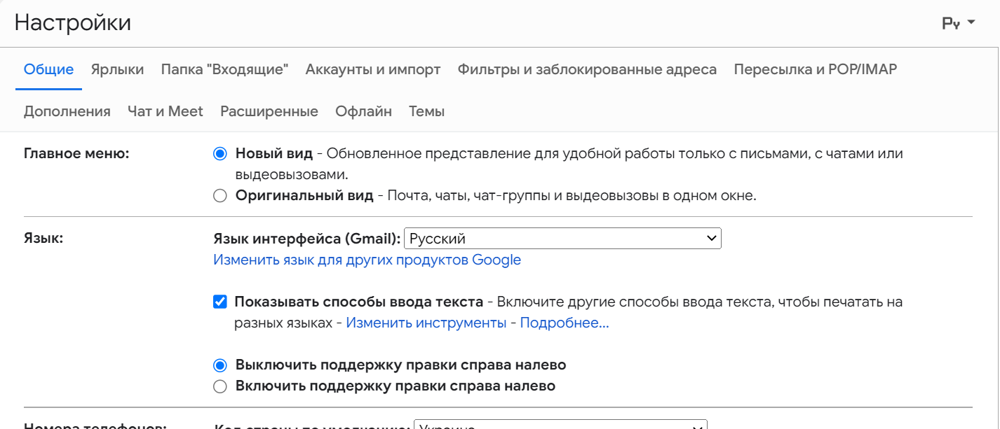 Настройки
Ру
Общие Ярлыки Папка "Входящие" Аккаунты и импорт Фильтры и заблокированные адреса Пересылка и POP/IMAP
Дополнения Чат и Meet Расширенные Офлайн Темы
Главное меню: Новый вид - Обновленное представление для удобной работы только с письмами, с чатами или
выдеовызовами.
Оригинальный вид - Почта, чаты, чат-группы и выдеовызовы в одном окне.
Язык: Язык интерфейса (Gmail): Русский
Изменить язык для других продуктов Google
Показывать способы ввода текста - Включите другие способы ввода текста, чтобы печатать на
разных языках - Изменить инструменты - Подробнее...
Выключить поддержку правки справа налево
Включить поддержку правки справа налево
Номера телефонов: Код страны по умолчанию: Украина